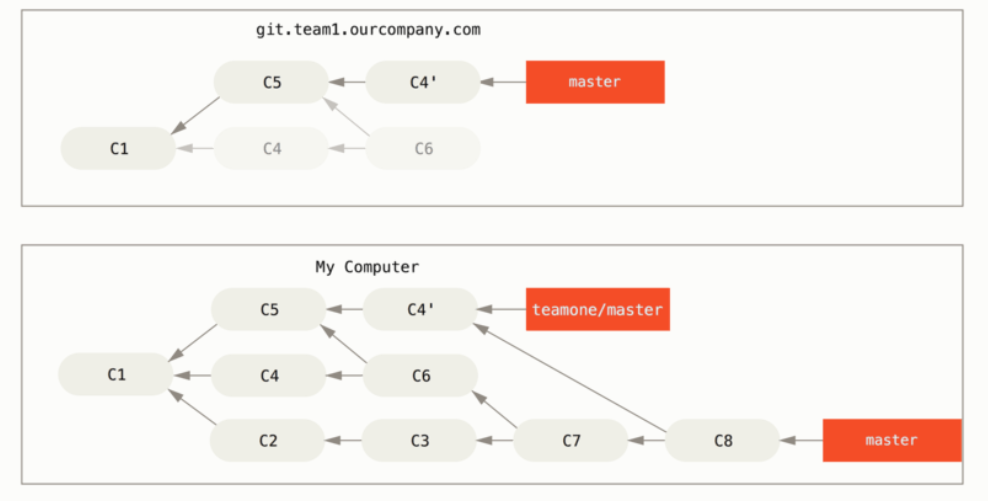 git.team1.ourcompany.com
C5 C4' master
C1 C4 C6
My Computer
C5 C4' teamone/master
C1 C4 C6
C2 C3 C7 C8 master